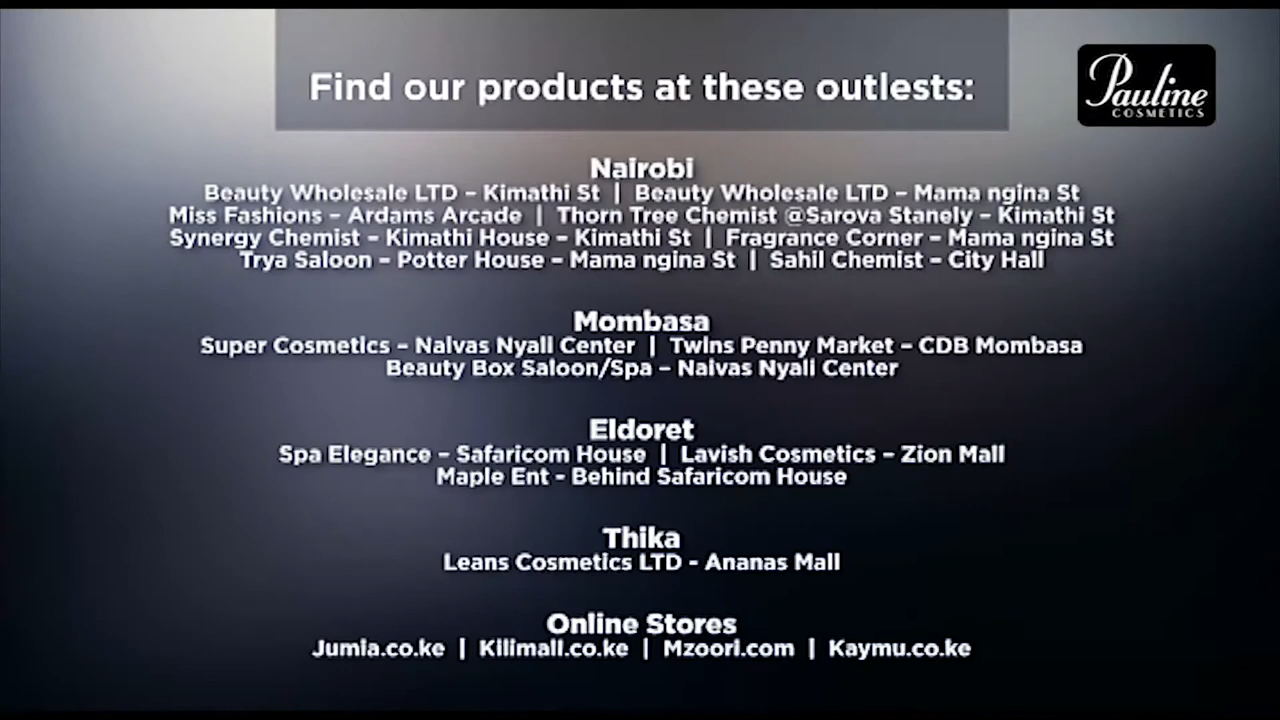 Find our products at these outlests:
Pauline
COSMETICS
Nairobi
Beauty Wholesale LTD – Kimathi St | Beauty Wholesale LTD – Mama ngina St
Miss Fashions – Ardams Arcade | Thorn Tree Chemist @Sarova Stanely – Kimathi St
Synergy Chemist – Kimathi House – Kimathi St | Fragrance Corner – Mama ngina St
Trya Saloon – Potter House – Mama ngina St | Sahil Chemist – City Hall
Mombasa
Super Cosmetics – Naivas Nyali Center | Twins Penny Market – CDB Mombasa
Beauty Box Saloon/Spa – Naivas Nyali Center
Eldoret
Spa Elegance – Safaricom House | Lavish Cosmetics – Zion Mall
Maple Ent - Behind Safaricom House
Thika
Leans Cosmetics LTD - Ananas Mall
Online Stores
Jumia.co.ke | Kilimall.co.ke | Mzoori.com | Kaymu.co.ke